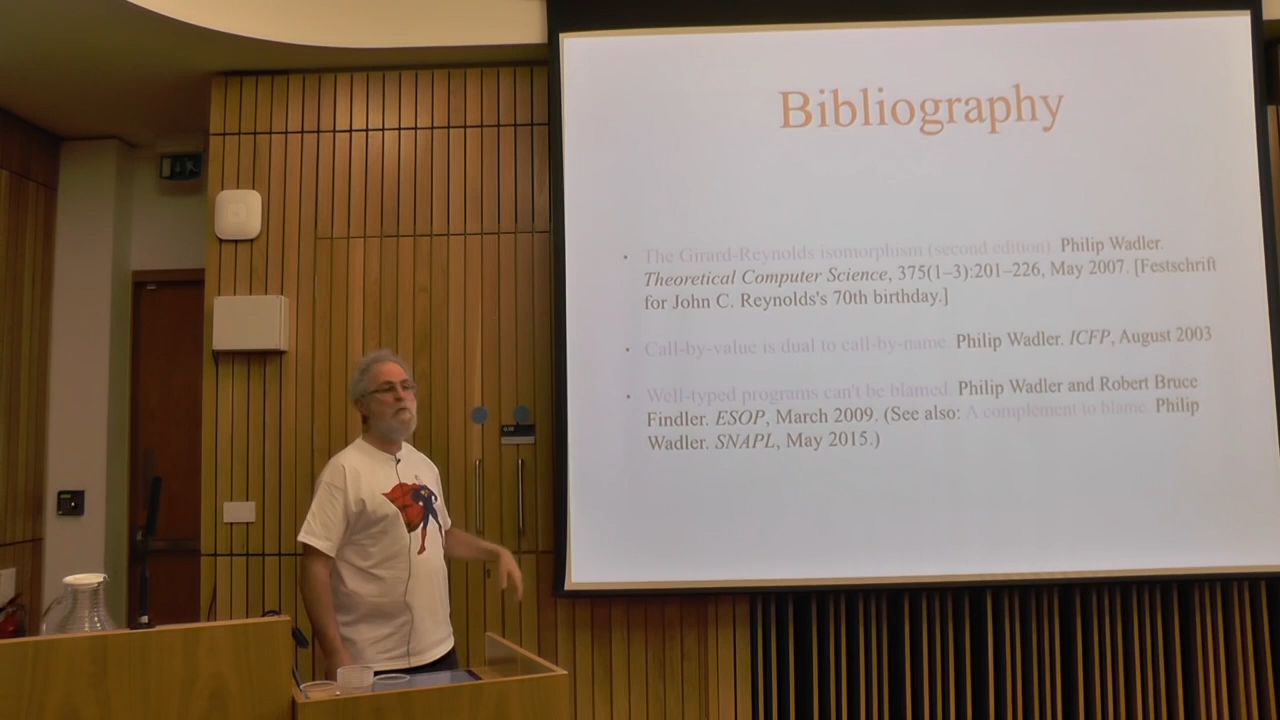 Bibliography
• The Girard-Reynolds isomorphism (second edition). Philip Wadler.
Theoretical Computer Science, 375(1–3):201–226, May 2007. [Festschrift
for John C. Reynolds's 70th birthday.]
• Call-by-value is dual to call-by-name. Philip Wadler. ICFP, August 2003
• Well-typed programs can't be blamed. Philip Wadler and Robert Bruce
Findler. ESOP, March 2009. (See also: A complement to blame. Philip
Wadler. SNAPL, May 2015.)